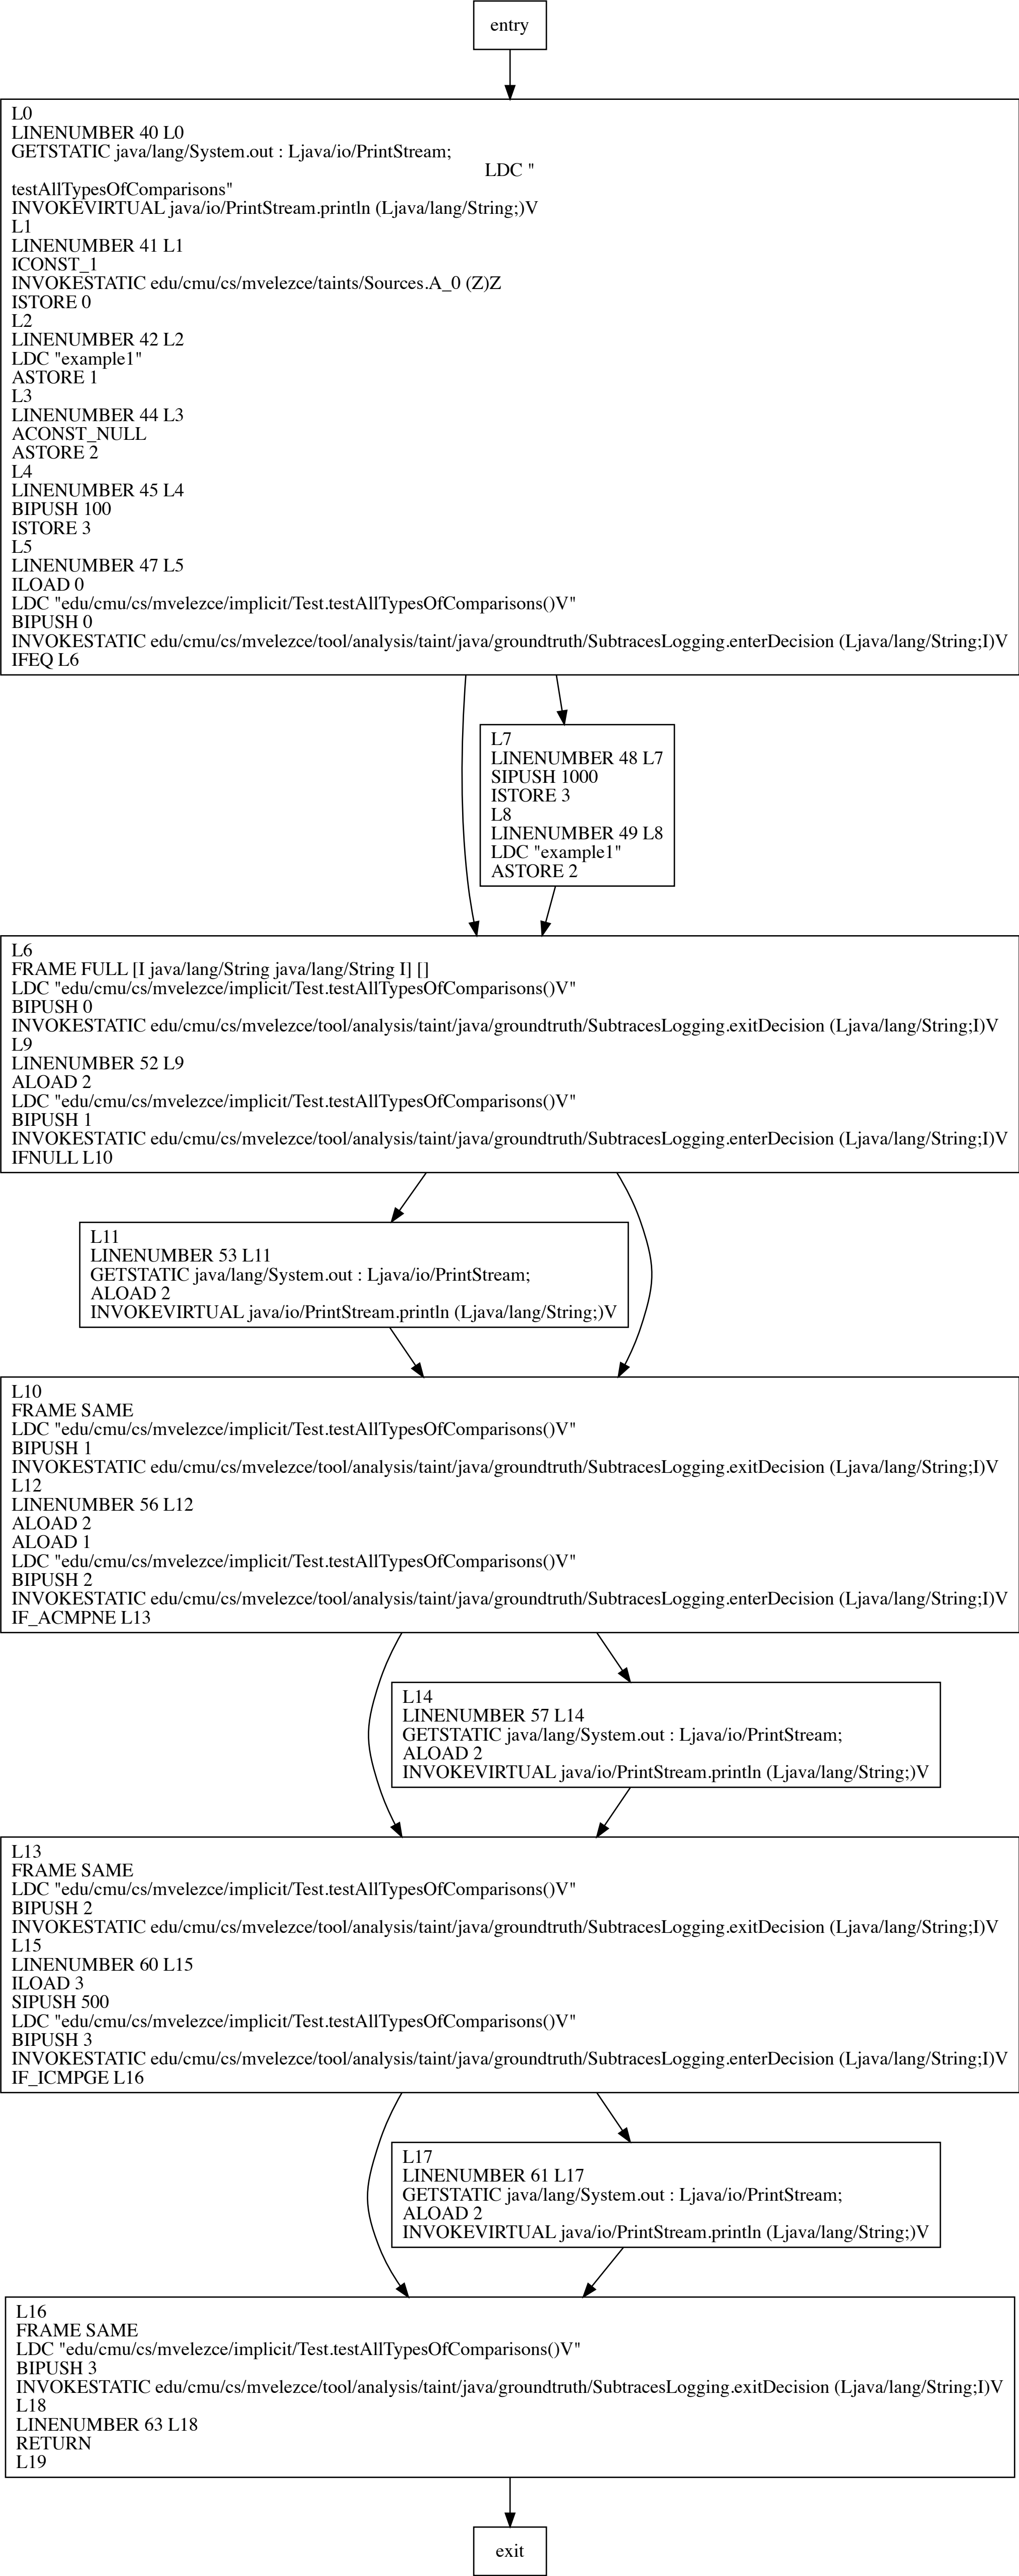 entry
L0
LINENUMBER 40 L0
GETSTATIC java/lang/System.out : Ljava/io/PrintStream;
LDC "
testAllTypesOfComparisons"
INVOKEVIRTUAL java/io/PrintStream.println (Ljava/lang/String;)V
L1
LINENUMBER 41 L1
ICONST_1
INVOKESTATIC edu/cmu/cs/mvelezce/taints/Sources.A_0 (Z)Z
ISTORE 0
L2
LINENUMBER 42 L2
LDC "example1"
ASTORE 1
L3
LINENUMBER 44 L3
ACONST_NULL
ASTORE 2
L4
LINENUMBER 45 L4
BIPUSH 100
ISTORE 3
L5
LINENUMBER 47 L5
ILOAD 0
LDC "edu/cmu/cs/mvelezce/implicit/Test.testAllTypesOfComparisons()V"
BIPUSH 0
INVOKESTATIC edu/cmu/cs/mvelezce/tool/analysis/taint/java/groundtruth/SubtracesLogging.enterDecision (Ljava/lang/String;I)V
IFEQ L6
L7
LINENUMBER 48 L7
SIPUSH 1000
ISTORE 3
L8
LINENUMBER 49 L8
LDC "example1"
ASTORE 2
L6
FRAME FULL [I java/lang/String java/lang/String I] []
LDC "edu/cmu/cs/mvelezce/implicit/Test.testAllTypesOfComparisons()V"
BIPUSH 0
INVOKESTATIC edu/cmu/cs/mvelezce/tool/analysis/taint/java/groundtruth/SubtracesLogging.exitDecision (Ljava/lang/String;I)V
L9
LINENUMBER 52 L9
ALOAD 2
LDC "edu/cmu/cs/mvelezce/implicit/Test.testAllTypesOfComparisons()V"
BIPUSH 1
INVOKESTATIC edu/cmu/cs/mvelezce/tool/analysis/taint/java/groundtruth/SubtracesLogging.enterDecision (Ljava/lang/String;I)V
IFNULL L10
L11
LINENUMBER 53 L11
GETSTATIC java/lang/System.out : Ljava/io/PrintStream;
ALOAD 2
INVOKEVIRTUAL java/io/PrintStream.println (Ljava/lang/String;)V
L10
FRAME SAME
LDC "edu/cmu/cs/mvelezce/implicit/Test.testAllTypesOfComparisons()V"
BIPUSH 1
INVOKESTATIC edu/cmu/cs/mvelezce/tool/analysis/taint/java/groundtruth/SubtracesLogging.exitDecision (Ljava/lang/String;I)V
L12
LINENUMBER 56 L12
ALOAD 2
ALOAD 1
LDC "edu/cmu/cs/mvelezce/implicit/Test.testAllTypesOfComparisons()V"
BIPUSH 2
INVOKESTATIC edu/cmu/cs/mvelezce/tool/analysis/taint/java/groundtruth/SubtracesLogging.enterDecision (Ljava/lang/String;I)V
IF_ACMPNE L13
L14
LINENUMBER 57 L14
GETSTATIC java/lang/System.out : Ljava/io/PrintStream;
ALOAD 2
INVOKEVIRTUAL java/io/PrintStream.println (Ljava/lang/String;)V
L13
FRAME SAME
LDC "edu/cmu/cs/mvelezce/implicit/Test.testAllTypesOfComparisons()V"
BIPUSH 2
INVOKESTATIC edu/cmu/cs/mvelezce/tool/analysis/taint/java/groundtruth/SubtracesLogging.exitDecision (Ljava/lang/String;I)V
L15
LINENUMBER 60 L15
ILOAD 3
SIPUSH 500
LDC "edu/cmu/cs/mvelezce/implicit/Test.testAllTypesOfComparisons()V"
BIPUSH 3
INVOKESTATIC edu/cmu/cs/mvelezce/tool/analysis/taint/java/groundtruth/SubtracesLogging.enterDecision (Ljava/lang/String;I)V
IF_ICMPGE L16
L17
LINENUMBER 61 L17
GETSTATIC java/lang/System.out : Ljava/io/PrintStream;
ALOAD 2
INVOKEVIRTUAL java/io/PrintStream.println (Ljava/lang/String;)V
L16
FRAME SAME
LDC "edu/cmu/cs/mvelezce/implicit/Test.testAllTypesOfComparisons()V"
BIPUSH 3
INVOKESTATIC edu/cmu/cs/mvelezce/tool/analysis/taint/java/groundtruth/SubtracesLogging.exitDecision (Ljava/lang/String;I)V
L18
LINENUMBER 63 L18
RETURN
L19
exit